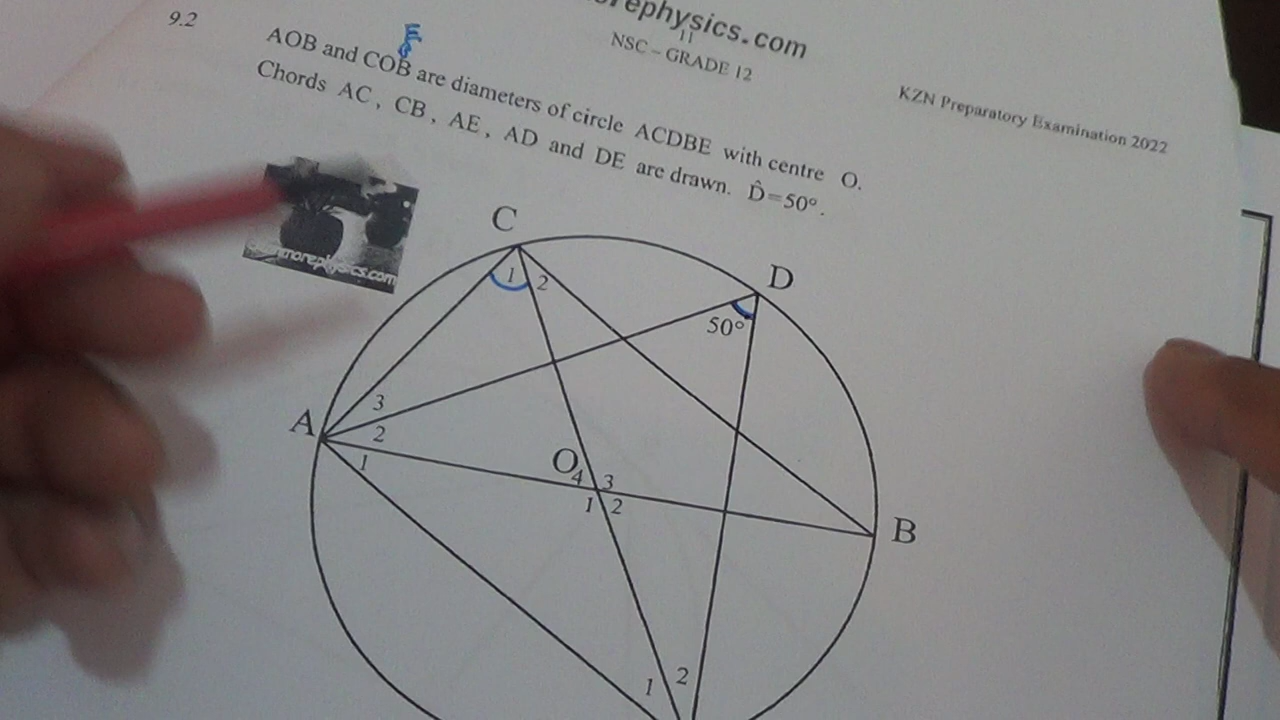 ephysics.com
11
NSC – GRADE 12
KZN Preparatory Examination 2022
9.2
E
AOB and COB are diameters of circle ACDBE with centre O.
Chords AC, CB, AE, AD and DE are drawn. D̂=50°.
morephysics.com
C
D
1 2
50°
A
3
2
1
O
4 3
1 2
B
1 2